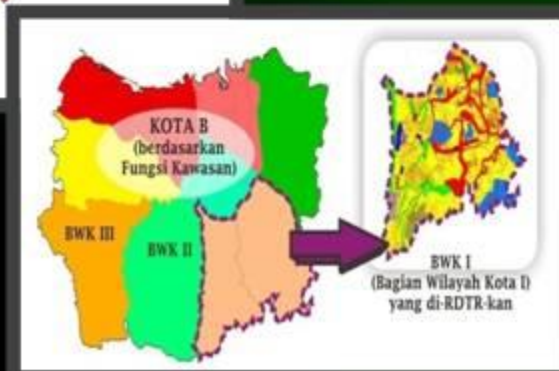 KOTA B
(berdasarkan
Fungsi Kawasan)
BWK III
BWK II
BWK I
(Bagian Wilayah Kota I)
yang di-RDTR-kan